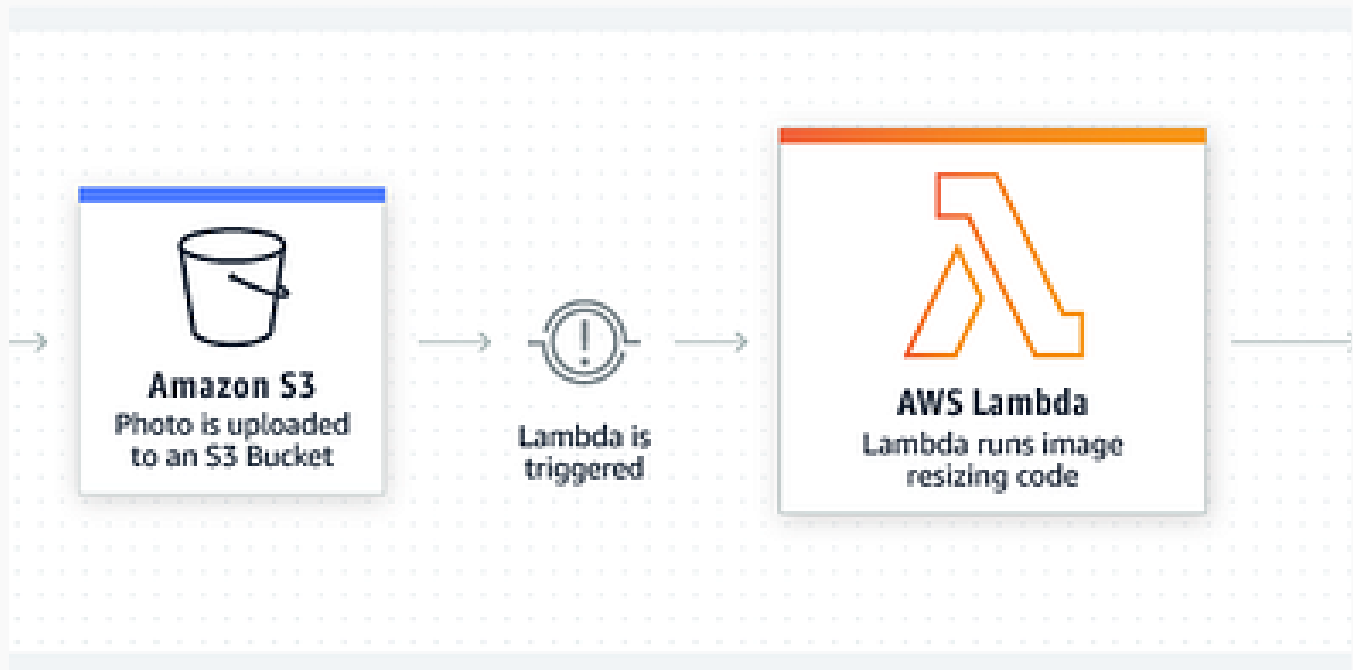 Amazon S3
Photo is uploaded
to an S3 Bucket
Lambda is
triggered
AWS Lambda
Lambda runs image
resizing code